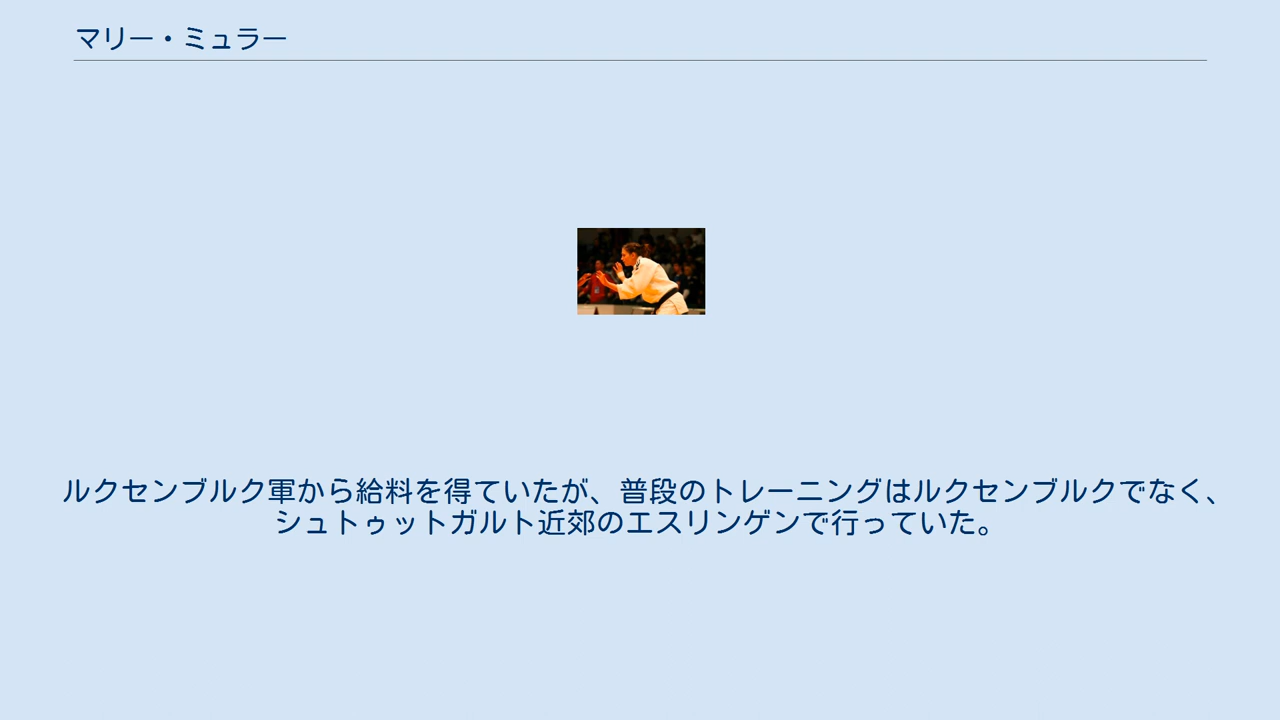 マリー・ミュラー
ルクセンブルク軍から給料を得ていたが、普段のトレーニングはルクセンブルクでなく、
シュトゥットガルト近郊のエスリンゲンで行っていた。